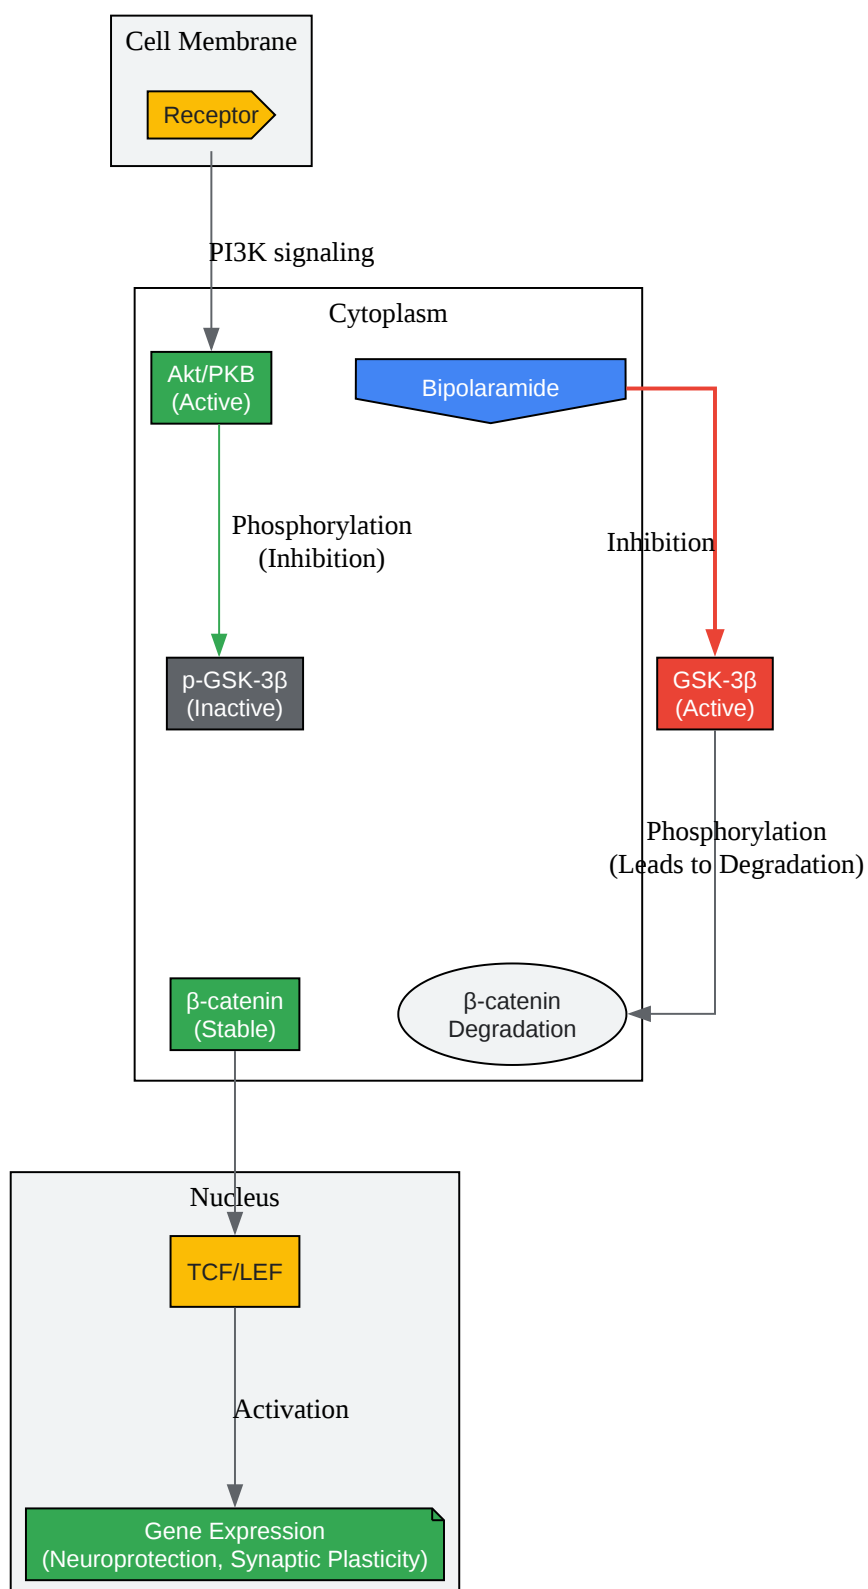 Cell Membrane
Receptor
PI3K signaling
Cytoplasm
Akt/PKB
(Active)
Bipolaramide
Phosphorylation
(Inhibition)
Inhibition
p-GSK-3β
(Inactive)
GSK-3β
(Active)
Phosphorylation
(Leads to Degradation)
β-catenin
(Stable)
β-catenin
Degradation
Nucleus
TCF/LEF
Activation
Gene Expression
(Neuroprotection, Synaptic Plasticity)